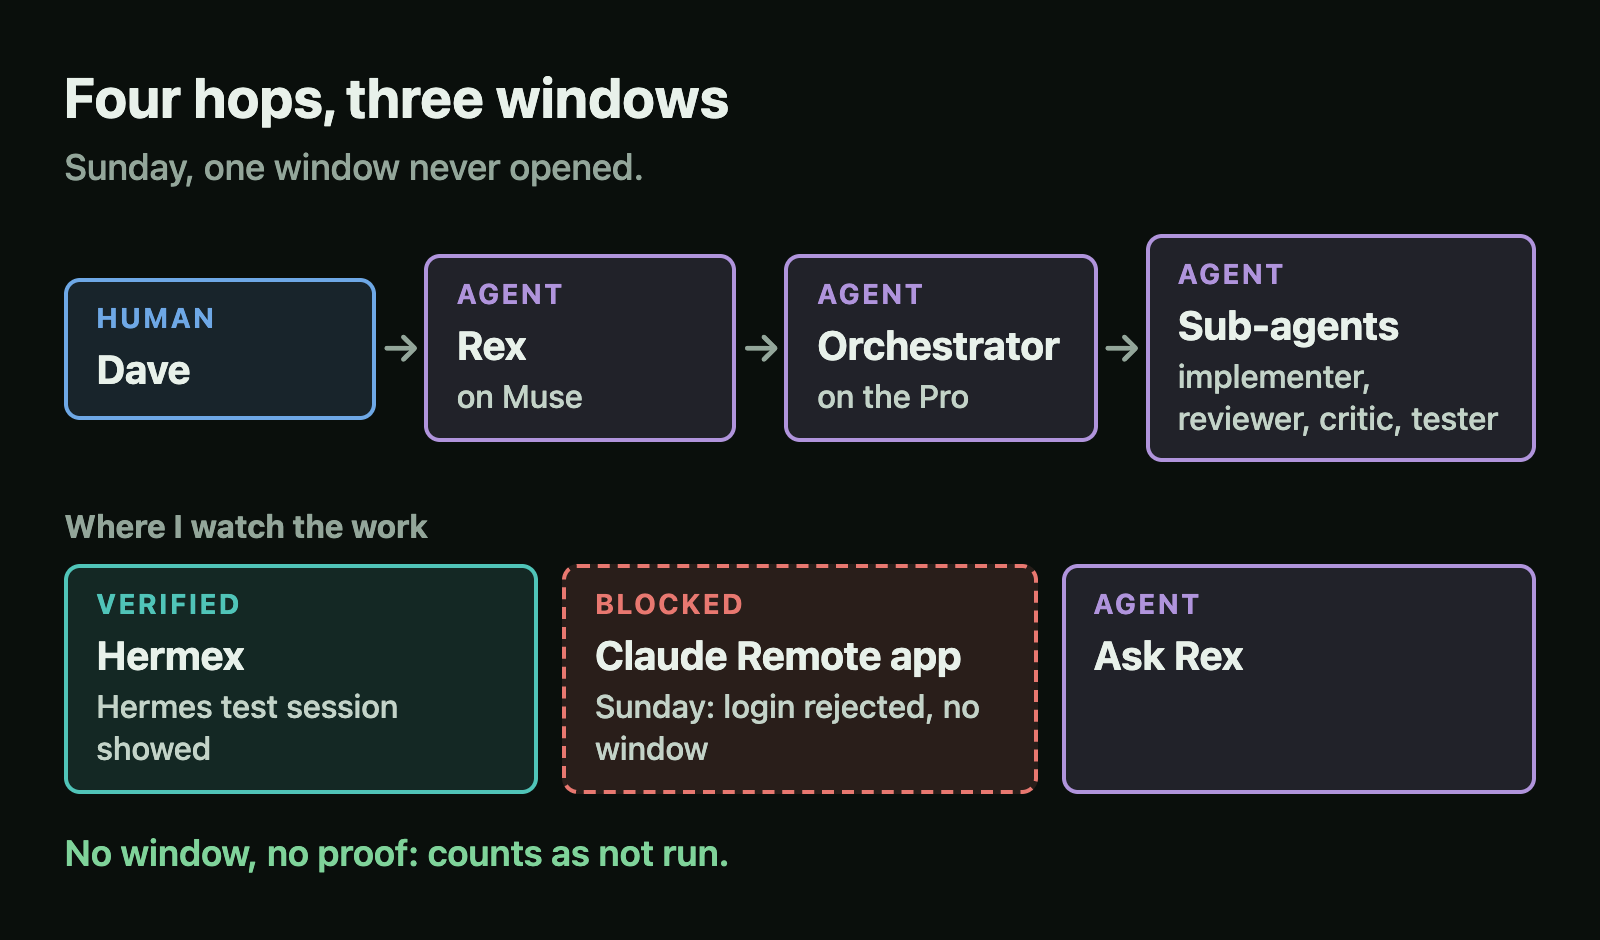 Four hops, three windows
Sunday, one window never opened.
HUMAN
Dave
AGENT
Rex
on Muse
AGENT
Orchestrator
on the Pro
AGENT
Sub-agents
implementer,
reviewer, critic, tester
Where I watch the work
VERIFIED
Hermex
Hermes test session
showed
BLOCKED
Claude Remote app
Sunday: login rejected, no
window
AGENT
Ask Rex
No window, no proof: counts as not run.